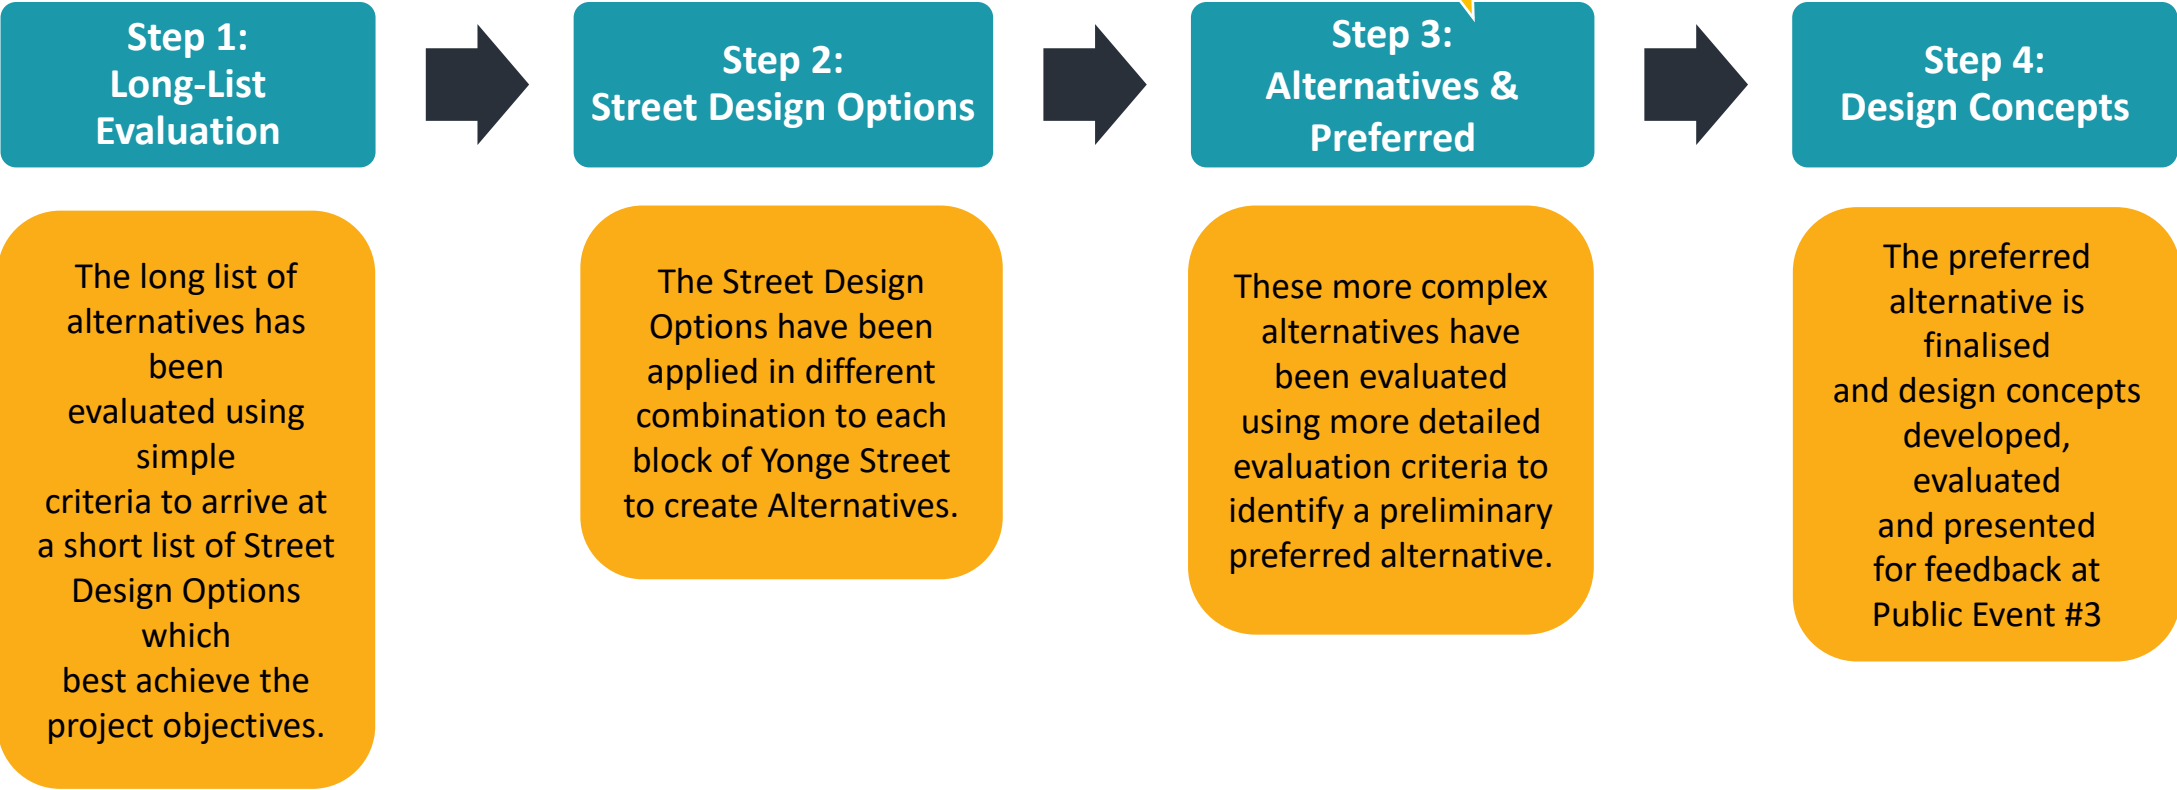 Step 1:
Long-List
Evaluation
Step 2:
Street Design Options
Step 3:
Alternatives &
Preferred
Step 4:
Design Concepts
The long list of
alternatives has
been
evaluated using
simple
criteria to arrive at
a short list of Street
Design Options
which
best achieve the
project objectives.
The Street Design
Options have been
applied in different
combination to each
block of Yonge Street
to create Alternatives.
These more complex
alternatives have
been evaluated
using more detailed
evaluation criteria to
identify a preliminary
preferred alternative.
The preferred
alternative is
finalised
and design concepts
developed,
evaluated
and presented
for feedback at
Public Event #3